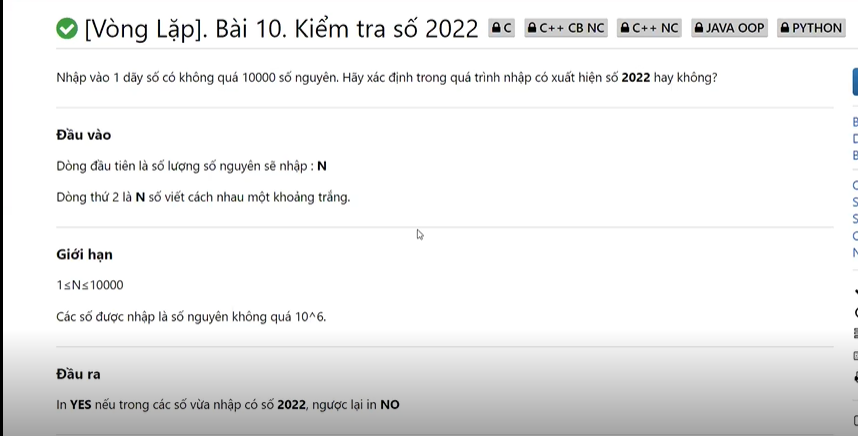 [Vòng Lặp]. Bài 10. Kiểm tra số 2022 C C++ CB NC C++ NC JAVA OOP PYTHON
Nhập vào 1 dãy số có không quá 10000 số nguyên. Hãy xác định trong quá trình nhập có xuất hiện số 2022 hay không?
Đầu vào
Dòng đầu tiên là số lượng số nguyên sẽ nhập : N
Dòng thứ 2 là N số viết cách nhau một khoảng trắng.
Giới hạn
1≤N≤10000
Các số được nhập là số nguyên không quá 10^6.
Đầu ra
In YES nếu trong các số vừa nhập có số 2022, ngược lại in NO